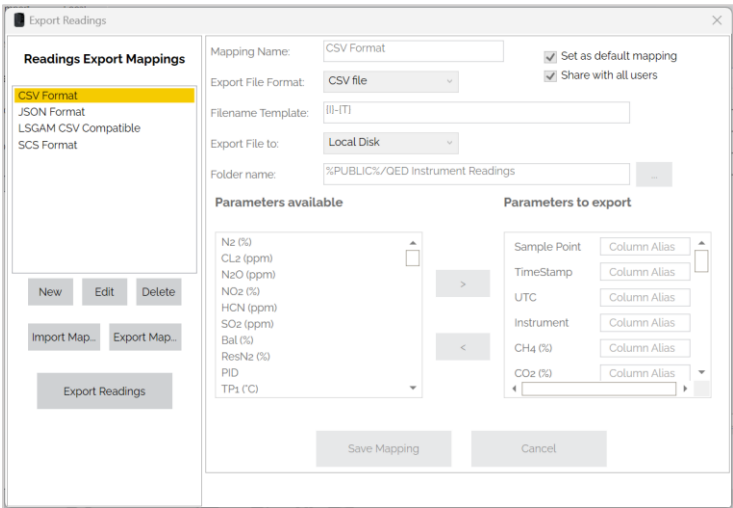 Export Readings
Readings Export Mappings
CSV Format
JSON Format
LSGAM CSV Compatible
SCS Format
New
Edit
Delete
Import Map...
Export Map...
Export Readings
Mapping Name:
CSV Format
Set as default mapping
Export File Format:
CSV file
Share with all users
Filename Template:
{I}-{T}
Export File to:
Local Disk
Folder name:
%PUBLIC%/QED Instrument Readings
...
Parameters available
N2 (%)
CL2 (ppm)
N2O (ppm)
NO2 (%)
HCN (ppm)
SO2 (ppm)
Bal (%)
ResN2 (%)
PID
TP1 (°C)
>
<
Parameters to export
Sample Point Column Alias
TimeStamp Column Alias
UTC Column Alias
Instrument Column Alias
CH4 (%) Column Alias
CO2 (%) Column Alias
Save Mapping
Cancel